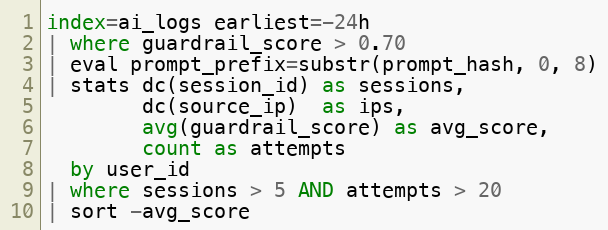 1 index=ai_logs earliest=-24h
2 | where guardrail_score > 0.70
3 | eval prompt_prefix=substr(prompt_hash, 0, 8)
4 | stats dc(session_id) as sessions,
5         dc(source_ip)  as ips,
6         avg(guardrail_score) as avg_score,
7         count as attempts
8   by user_id
9 | where sessions > 5 AND attempts > 20
10 | sort -avg_score